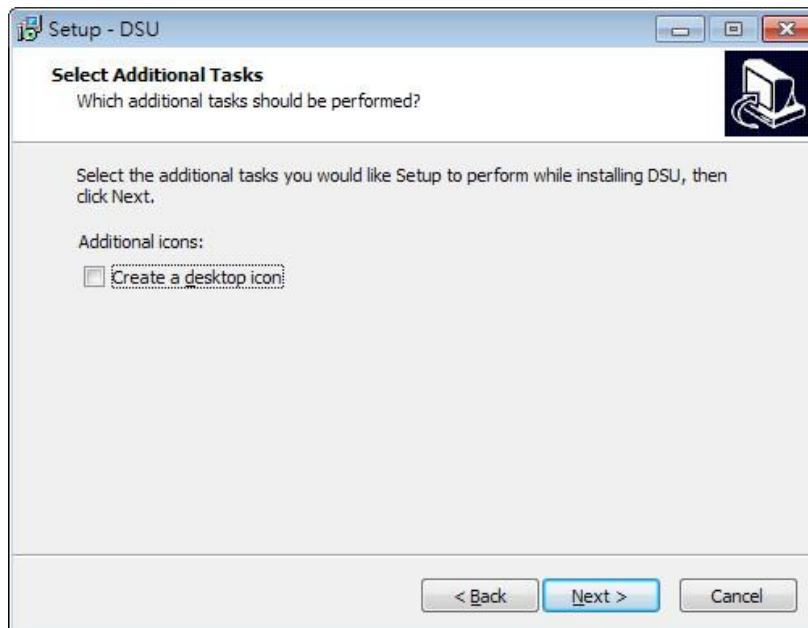 Setup - DSU
Select Additional Tasks
Which additional tasks should be performed?
Select the additional tasks you would like Setup to perform while installing DSU, then
click Next.
Additional icons:
Create a desktop icon
< Back
Next >
Cancel